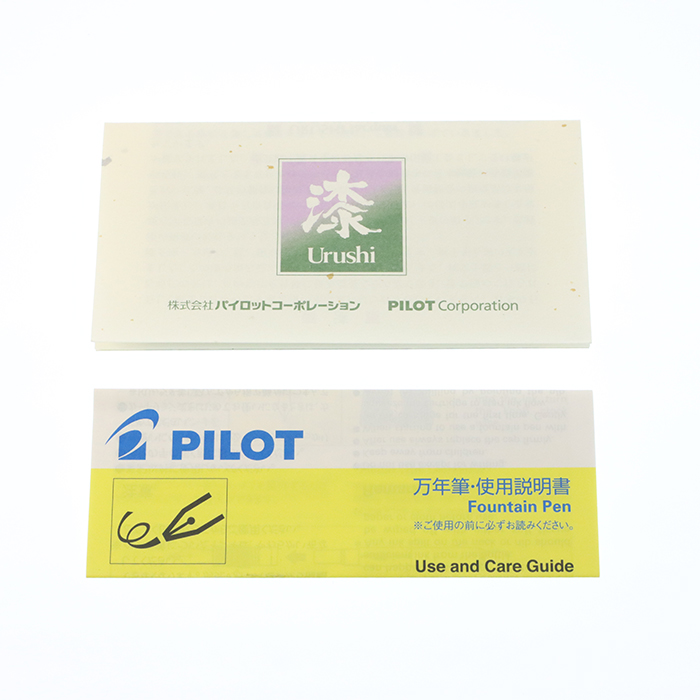 漆
Urushi
株式会社パイロットコーポレーション PILOT Corporation
PILOT
万年筆・使用説明書
Fountain Pen
※ご使用の前に必ずお読みください。
Use and Care Guide